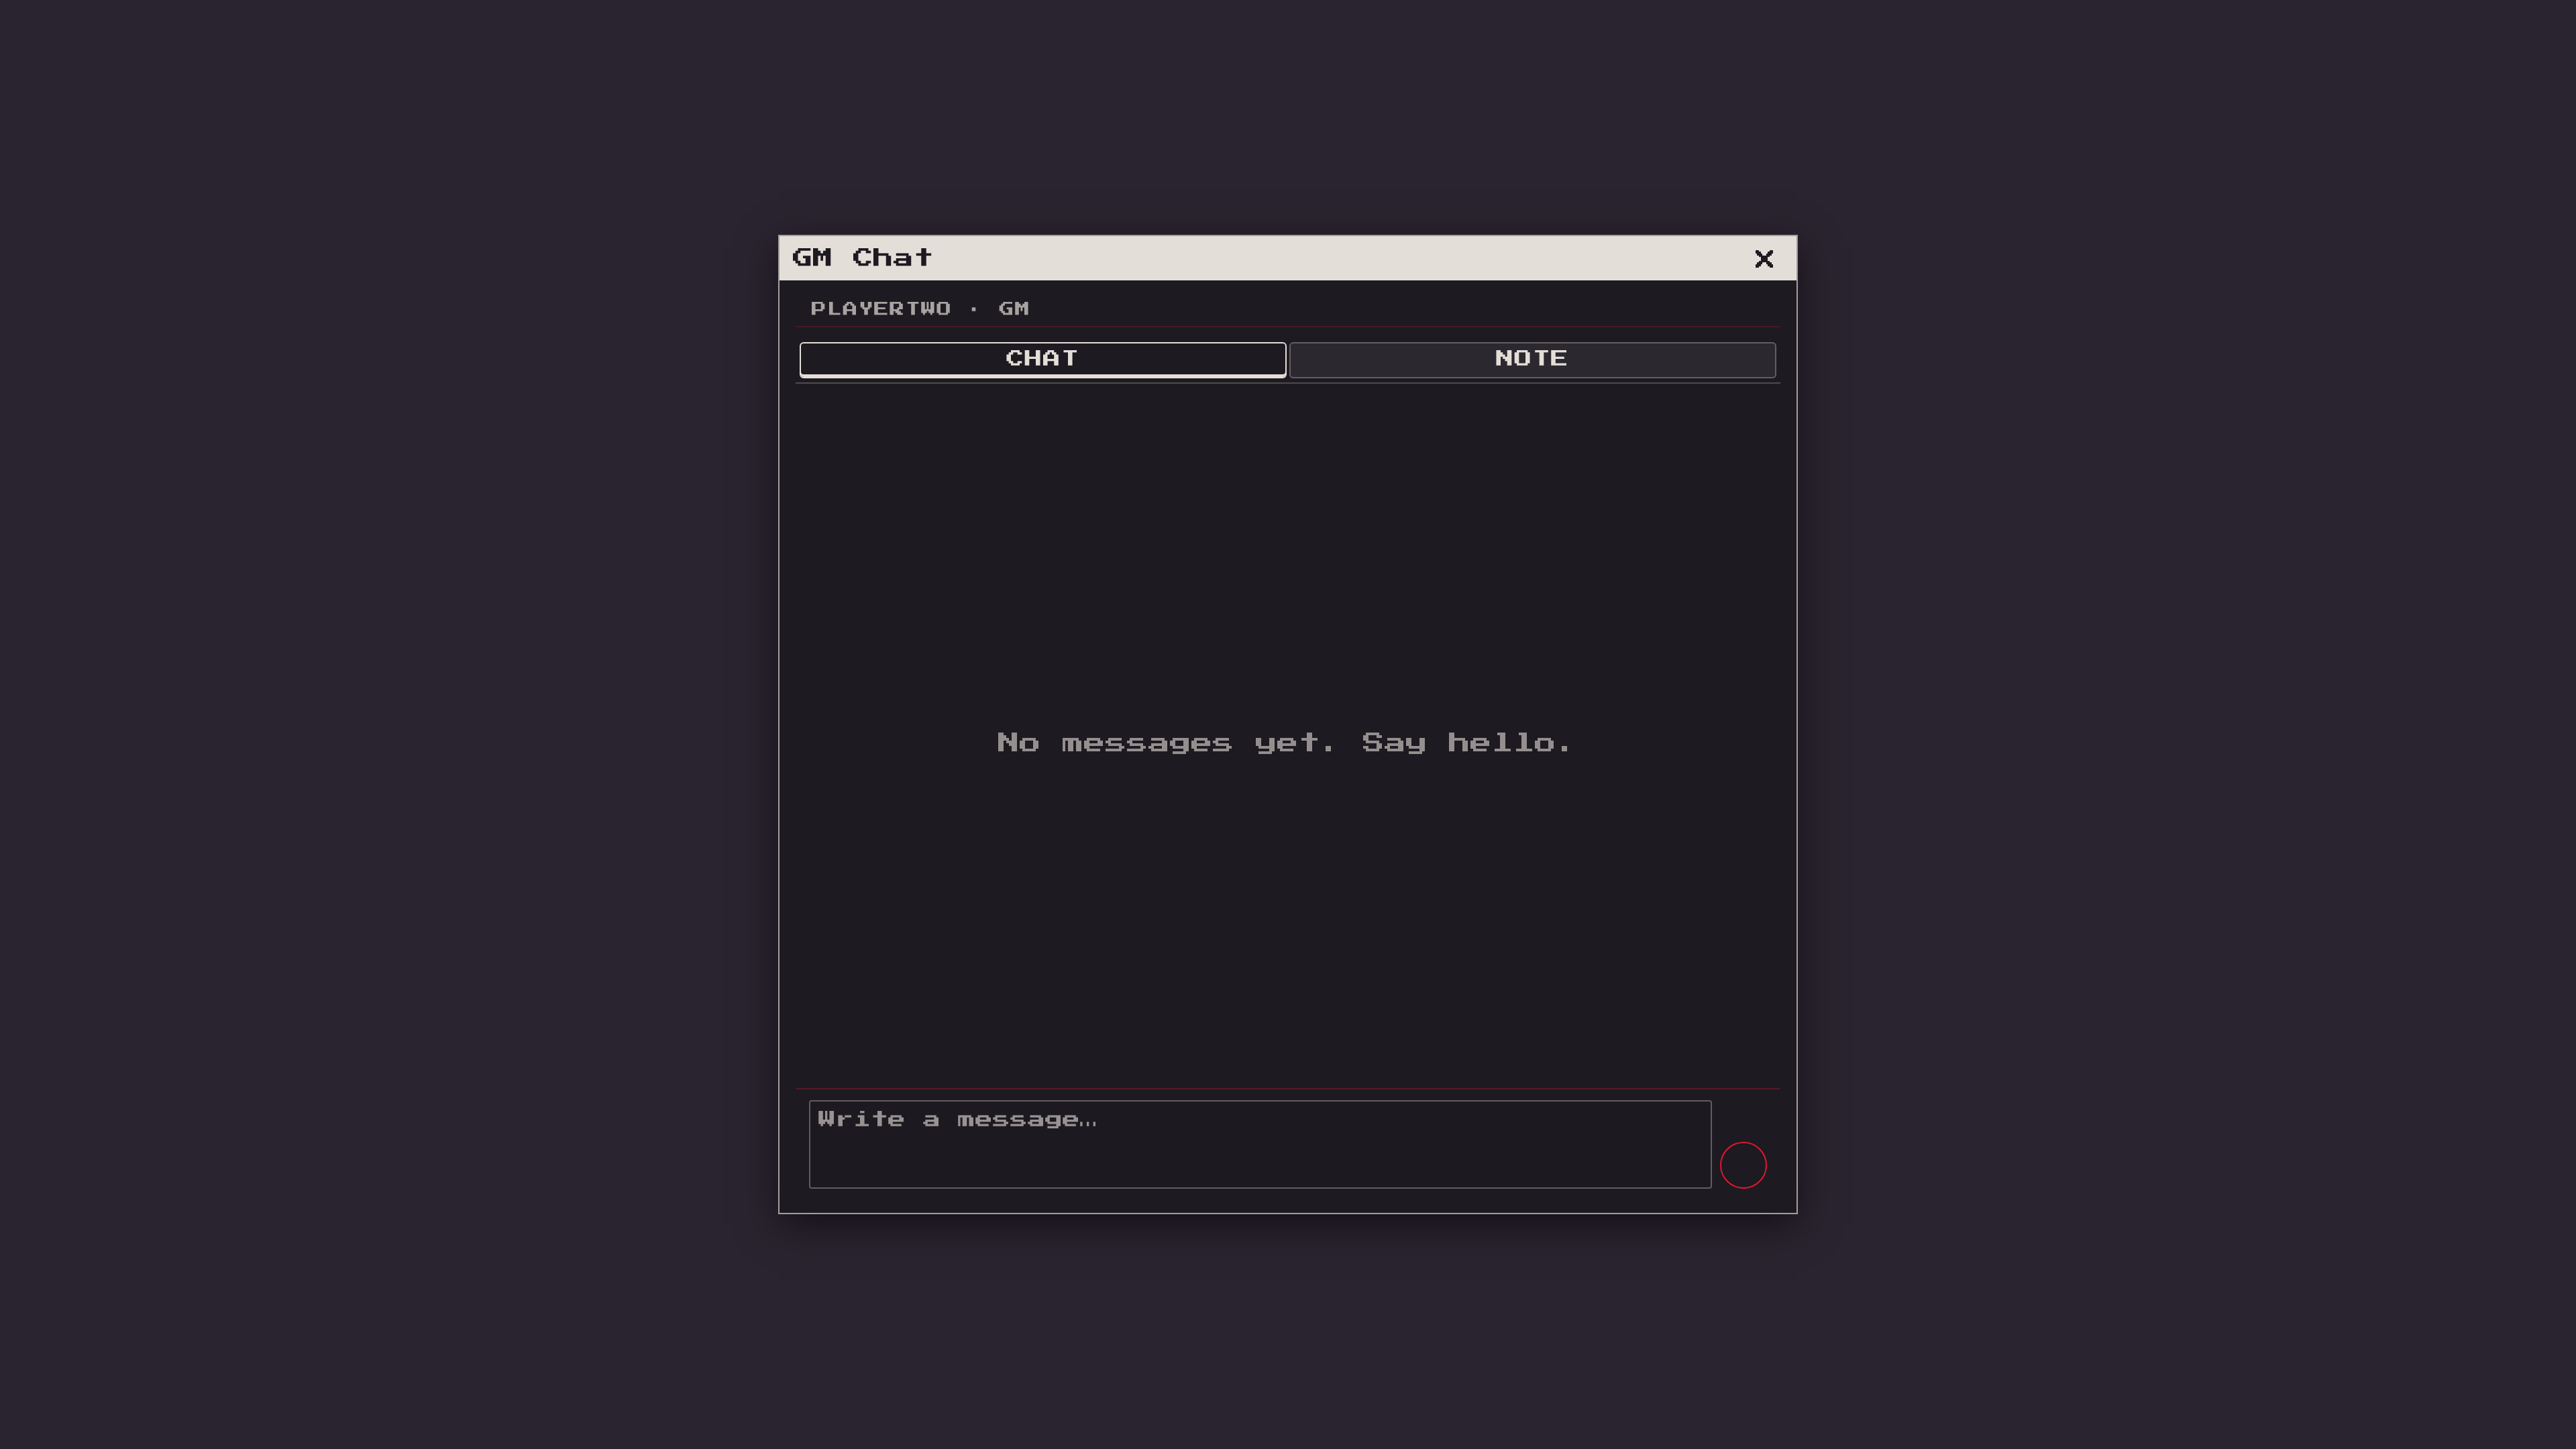 GM Chat
PLAYERTWO · GM
CHAT
NOTE
No messages yet. Say hello.
Write a message…